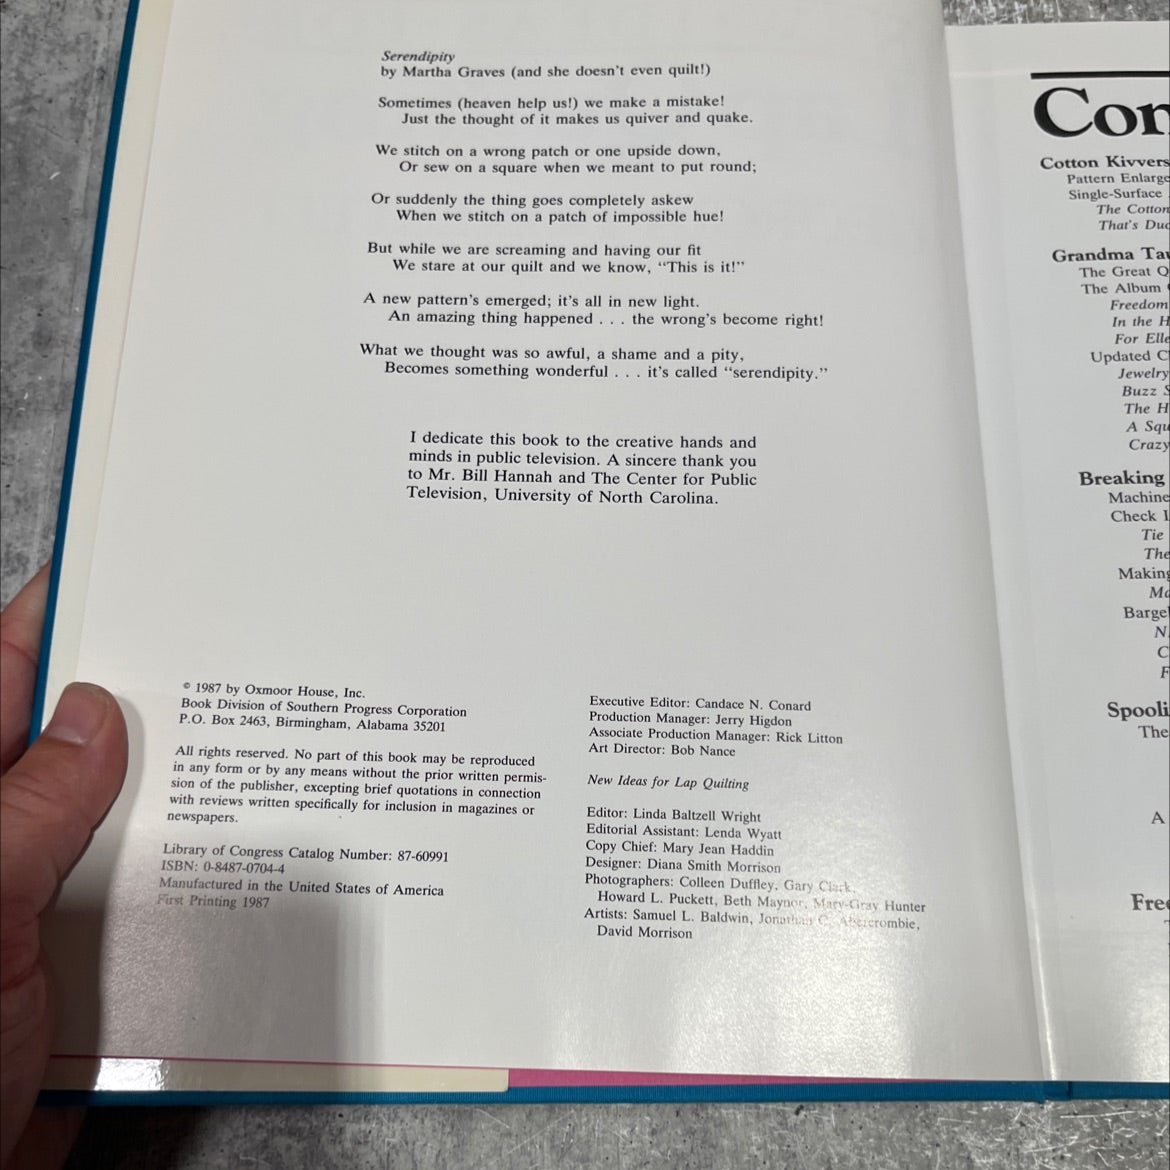 Serendipity
by Martha Graves (and she doesn't even quilt!)
Sometimes (heaven help us!) we make a mistake!
Just the thought of it makes us quiver and quake.
We stitch on a wrong patch or one upside down,
Or sew on a square when we meant to put round;
Or suddenly the thing goes completely askew
When we stitch on a patch of impossible hue!
But while we are screaming and having our fit
We stare at our quilt and we know, “This is it!”
A new pattern's emerged; it's all in new light.
An amazing thing happened . . . the wrong's become right!
What we thought was so awful, a shame and a pity,
Becomes something wonderful . . . it's called “serendipity.”
I dedicate this book to the creative hands and
minds in public television. A sincere thank you
to Mr. Bill Hannah and The Center for Public
Television, University of North Carolina.
© 1987 by Oxmoor House, Inc.
Book Division of Southern Progress Corporation
P.O. Box 2463, Birmingham, Alabama 35201
All rights reserved. No part of this book may be reproduced
in any form or by any means without the prior written permis-
sion of the publisher, excepting brief quotations in connection
with reviews written specifically for inclusion in magazines or
newspapers.
Library of Congress Catalog Number: 87-60991
ISBN: 0-8487-0704-4
Manufactured in the United States of America
First Printing 1987
Executive Editor: Candace N. Conard
Production Manager: Jerry Higdon
Associate Production Manager: Rick Litton
Art Director: Bob Nance
New Ideas for Lap Quilting
Editor: Linda Baltzell Wright
Editorial Assistant: Lenda Wyatt
Copy Chief: Mary Jean Haddin
Designer: Diana Smith Morrison
Photographers: Colleen Duffley, Gary Clark,
Howard L. Puckett, Beth Maynor, Mary-Gray Hunter
Artists: Samuel L. Baldwin, Jonathan C. Abercrombie,
David Morrison
Con
Cotton Kivvers
Pattern Enlarge
Single-Surface
The Cotton
That's Duc
Grandma Tau
The Great Q
The Album
Freedom
In the H
For Elle
Updated C
Jewelry
Buzz S
The H
A Squ
Crazy
Breaking
Machine
Check I
Tie
The
Making
Ma
Barge
N
C
F
Spooli
The
A
Free